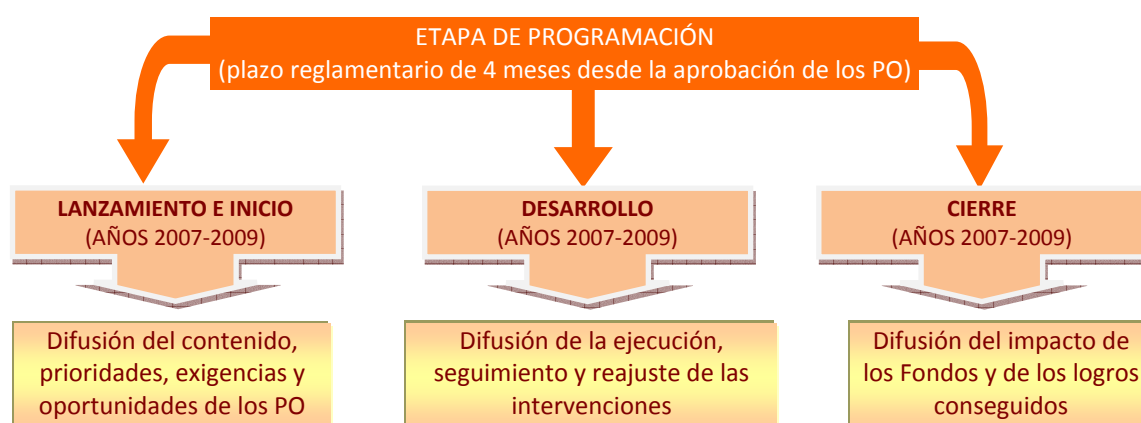 ETAPA DE PROGRAMACIÓN
(plazo reglamentario de 4 meses desde la aprobación de los PO)
LANZAMIENTO E INICIO
(AÑOS 2007-2009)
Difusión del contenido,
prioridades, exigencias y
oportunidades de los PO
DESARROLLO
(AÑOS 2007-2009)
Difusión de la ejecución,
seguimiento y reajuste de las
intervenciones
CIERRE
(AÑOS 2007-2009)
Difusión del impacto de
los Fondos y de los logros
conseguidos